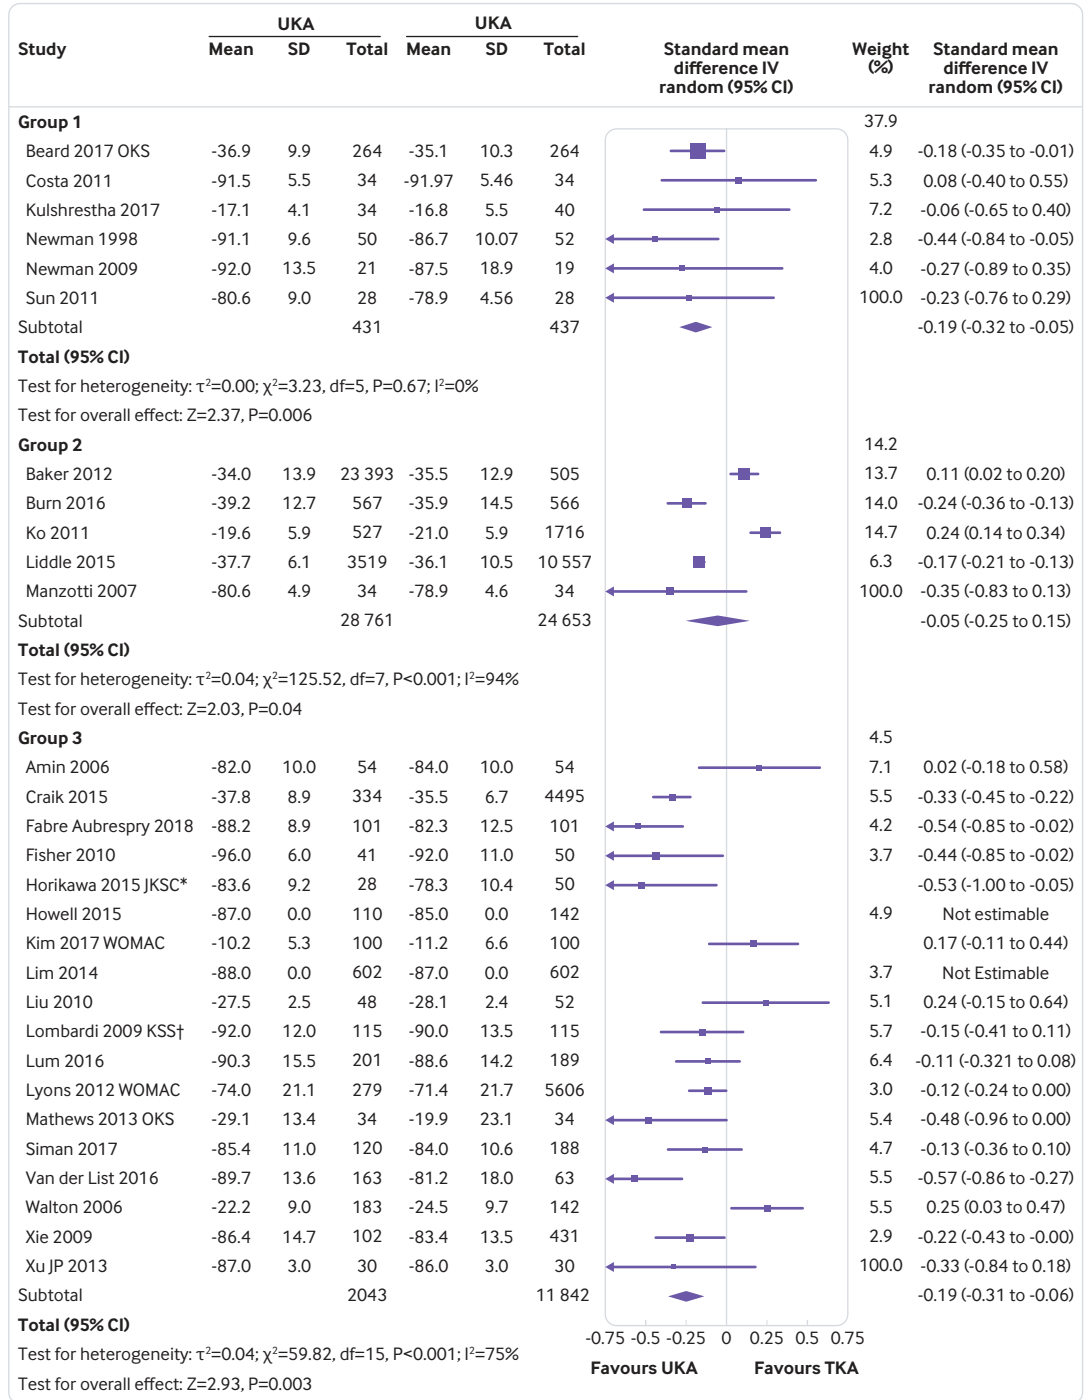 UKA UKA
Study Mean SD Total Mean SD Total Standard mean difference IV random (95% CI) Weight (%) Standard mean difference IV random (95% CI)
Group 1 37.9
Beard 2017 OKS -36.9 9.9 264 -35.1 10.3 264 4.9 -0.18 (-0.35 to -0.01)
Costa 2011 -91.5 5.5 34 -91.97 5.46 34 5.3 0.08 (-0.40 to 0.55)
Kulshrestha 2017 -17.1 4.1 34 -16.8 5.5 40 7.2 -0.06 (-0.65 to 0.40)
Newman 1998 -91.1 9.6 50 -86.7 10.07 52 2.8 -0.44 (-0.84 to -0.05)
Newman 2009 -92.0 13.5 21 -87.5 18.9 19 4.0 -0.27 (-0.89 to 0.35)
Sun 2011 -80.6 9.0 28 -78.9 4.56 28 100.0 -0.23 (-0.76 to 0.29)
Subtotal 431 437 -0.19 (-0.32 to -0.05)
Total (95% CI)
Test for heterogeneity: τ²=0.00; χ²=3.23, df=5, P=0.67; I²=0%
Test for overall effect: Z=2.37, P=0.006
Group 2 14.2
Baker 2012 -34.0 13.9 23 393 -35.5 12.9 505 13.7 0.11 (0.02 to 0.20)
Burn 2016 -39.2 12.7 567 -35.9 14.5 566 14.0 -0.24 (-0.36 to -0.13)
Ko 2011 -19.6 5.9 527 -21.0 5.9 1716 14.7 0.24 (0.14 to 0.34)
Liddle 2015 -37.7 6.1 3519 -36.1 10.5 10 557 6.3 -0.17 (-0.21 to -0.13)
Manzotti 2007 -80.6 4.9 34 -78.9 4.6 34 100.0 -0.35 (-0.83 to 0.13)
Subtotal 28 761 24 653 -0.05 (-0.25 to 0.15)
Total (95% CI)
Test for heterogeneity: τ²=0.04; χ²=125.52, df=7, P<0.001; I²=94%
Test for overall effect: Z=2.03, P=0.04
Group 3 4.5
Amin 2006 -82.0 10.0 54 -84.0 10.0 54 7.1 0.02 (-0.18 to 0.58)
Craik 2015 -37.8 8.9 334 -35.5 6.7 4495 5.5 -0.33 (-0.45 to -0.22)
Fabre Aubrespry 2018 -88.2 8.9 101 -82.3 12.5 101 4.2 -0.54 (-0.85 to -0.02)
Fisher 2010 -96.0 6.0 41 -92.0 11.0 50 3.7 -0.44 (-0.85 to -0.02)
Horikawa 2015 JKSC* -83.6 9.2 28 -78.3 10.4 50 -0.53 (-1.00 to -0.05)
Howell 2015 -87.0 0.0 110 -85.0 0.0 142 4.9 Not estimable
Kim 2017 WOMAC -10.2 5.3 100 -11.2 6.6 100 0.17 (-0.11 to 0.44)
Lim 2014 -88.0 0.0 602 -87.0 0.0 602 3.7 Not Estimable
Liu 2010 -27.5 2.5 48 -28.1 2.4 52 5.1 0.24 (-0.15 to 0.64)
Lombardi 2009 KSS† -92.0 12.0 115 -90.0 13.5 115 5.7 -0.15 (-0.41 to 0.11)
Lum 2016 -90.3 15.5 201 -88.6 14.2 189 6.4 -0.11 (-0.321 to 0.08)
Lyons 2012 WOMAC -74.0 21.1 279 -71.4 21.7 5606 3.0 -0.12 (-0.24 to 0.00)
Mathews 2013 OKS -29.1 13.4 34 -19.9 23.1 34 5.4 -0.48 (-0.96 to 0.00)
Siman 2017 -85.4 11.0 120 -84.0 10.6 188 4.7 -0.13 (-0.36 to 0.10)
Van der List 2016 -89.7 13.6 163 -81.2 18.0 63 5.5 -0.57 (-0.86 to -0.27)
Walton 2006 -22.2 9.0 183 -24.5 9.7 142 5.5 0.25 (0.03 to 0.47)
Xie 2009 -86.4 14.7 102 -83.4 13.5 431 2.9 -0.22 (-0.43 to -0.00)
Xu JP 2013 -87.0 3.0 30 -86.0 3.0 30 100.0 -0.33 (-0.84 to 0.18)
Subtotal 2043 11 842 -0.19 (-0.31 to -0.06)
Total (95% CI)
-0.75 -0.5 -0.25 0 0.25 0.5 0.75
Test for heterogeneity: τ²=0.04; χ²=59.82, df=15, P<0.001; I²=75%
Favours UKA Favours TKA
Test for overall effect: Z=2.93, P=0.003